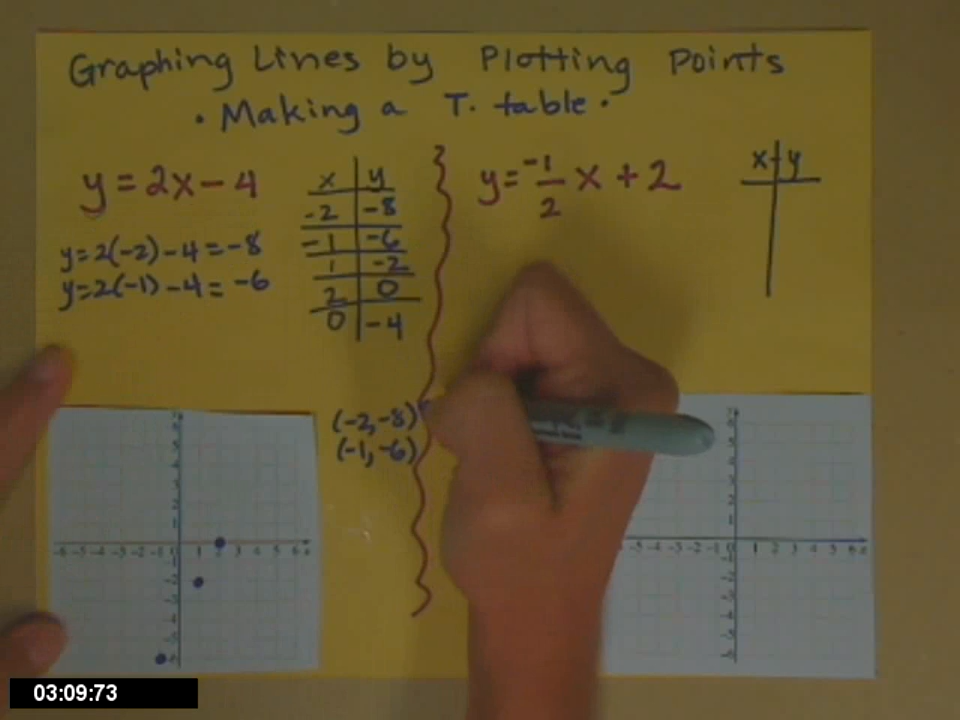 Graphing Lines by Plotting Points
• Making a T. table •
y = 2x - 4
y = 2(-2) - 4 = -8
y = 2(-1) - 4 = -6
x y
-2 -8
-1 -6
1 -2
2 0
0 -4
(-2, -8)
(-1, -6)
y = -1/2 x + 2
x y
03:09:73